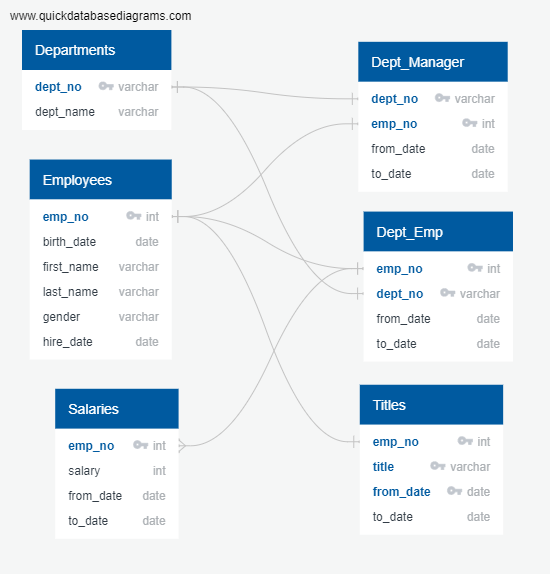 www.quickdatabasediagrams.com
Departments
dept_no varchar
dept_name varchar
Employees
emp_no int
birth_date date
first_name varchar
last_name varchar
gender varchar
hire_date date
Salaries
emp_no int
salary int
from_date date
to_date date
Dept_Manager
dept_no varchar
emp_no int
from_date date
to_date date
Dept_Emp
emp_no int
dept_no varchar
from_date date
to_date date
Titles
emp_no int
title varchar
from_date date
to_date date